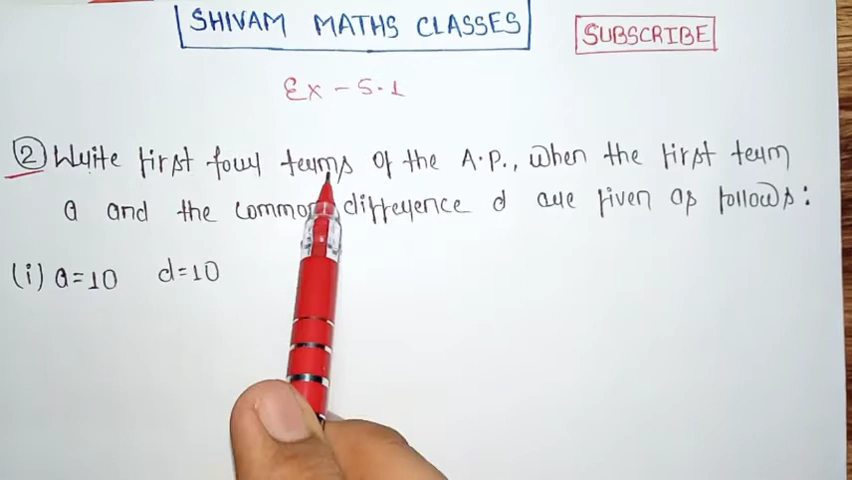 SHIVAM MATHS CLASSES
SUBSCRIBE
Ex - 5.1
② Write first four terms of the A.P., when the first term
a and the common difference d are given as follows:
(i) a=10 d=10